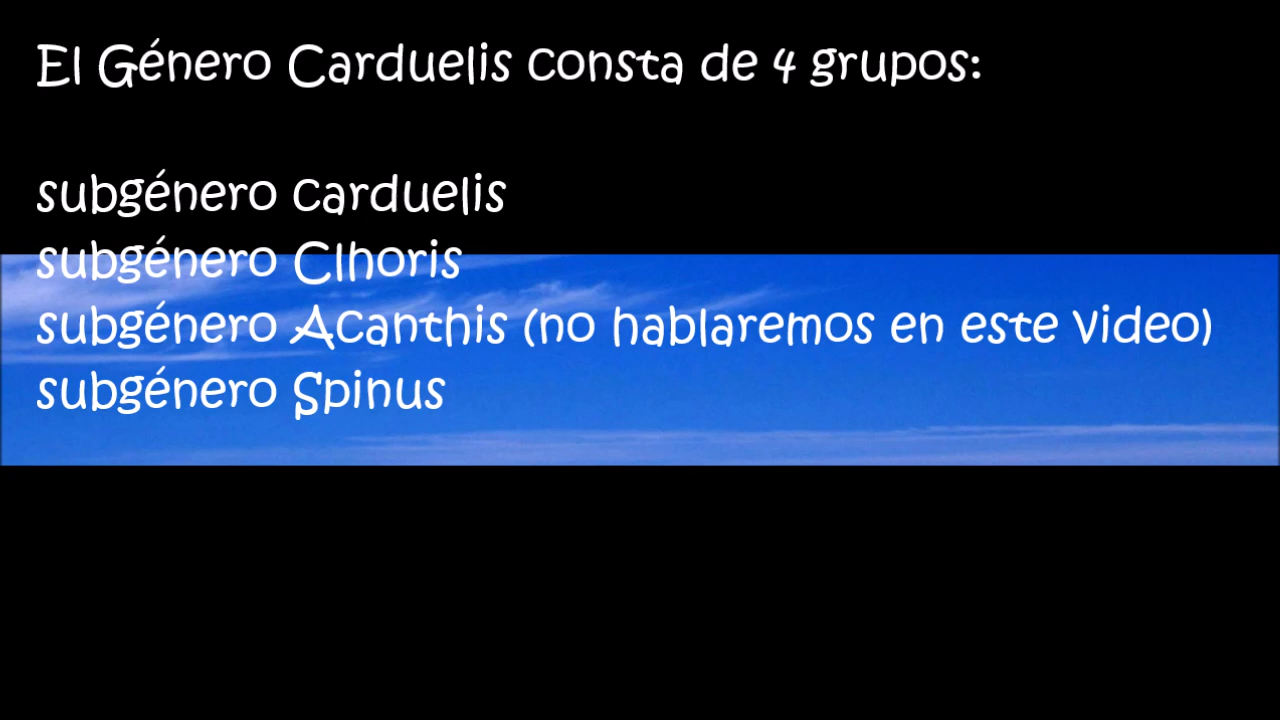 El Género Carduelis consta de 4 grupos:
subgénero carduelis
subgénero Clhoris
subgénero Acanthis (no hablaremos en este video)
subgénero Spinus